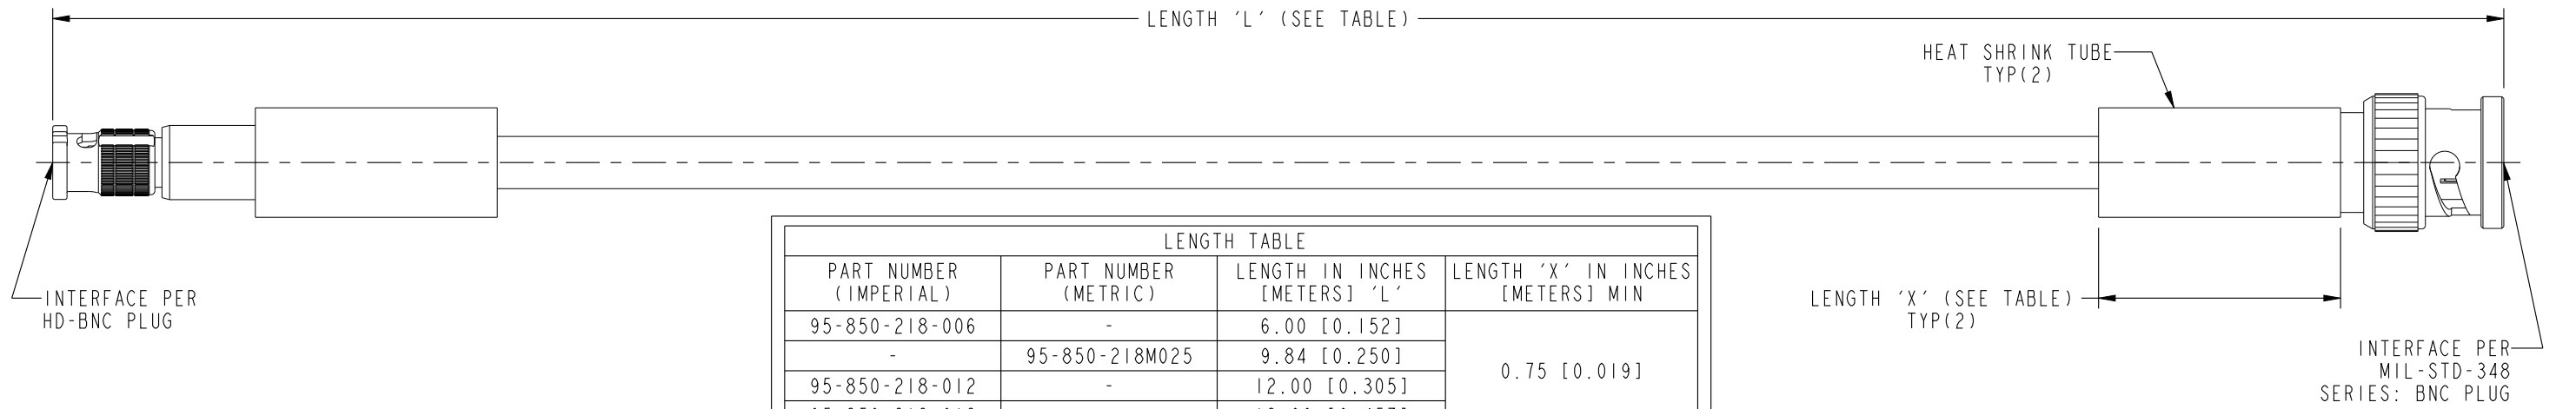 LENGTH 'L' (SEE TABLE)
HEAT SHRINK TUBE
TYP(2)
INTERFACE PER
HD-BNC PLUG
LENGTH TABLE
PART NUMBER (IMPERIAL) PART NUMBER (METRIC) LENGTH IN INCHES [METERS] 'L' LENGTH 'X' IN INCHES [METERS] MIN
95-850-218-006 - 6.00 [0.152]
- 95-850-218M025 9.84 [0.250]
95-850-218-012 - 12.00 [0.305]
0.75 [0.019]
LENGTH 'X' (SEE TABLE)
TYP(2)
INTERFACE PER
MIL-STD-348
SERIES: BNC PLUG